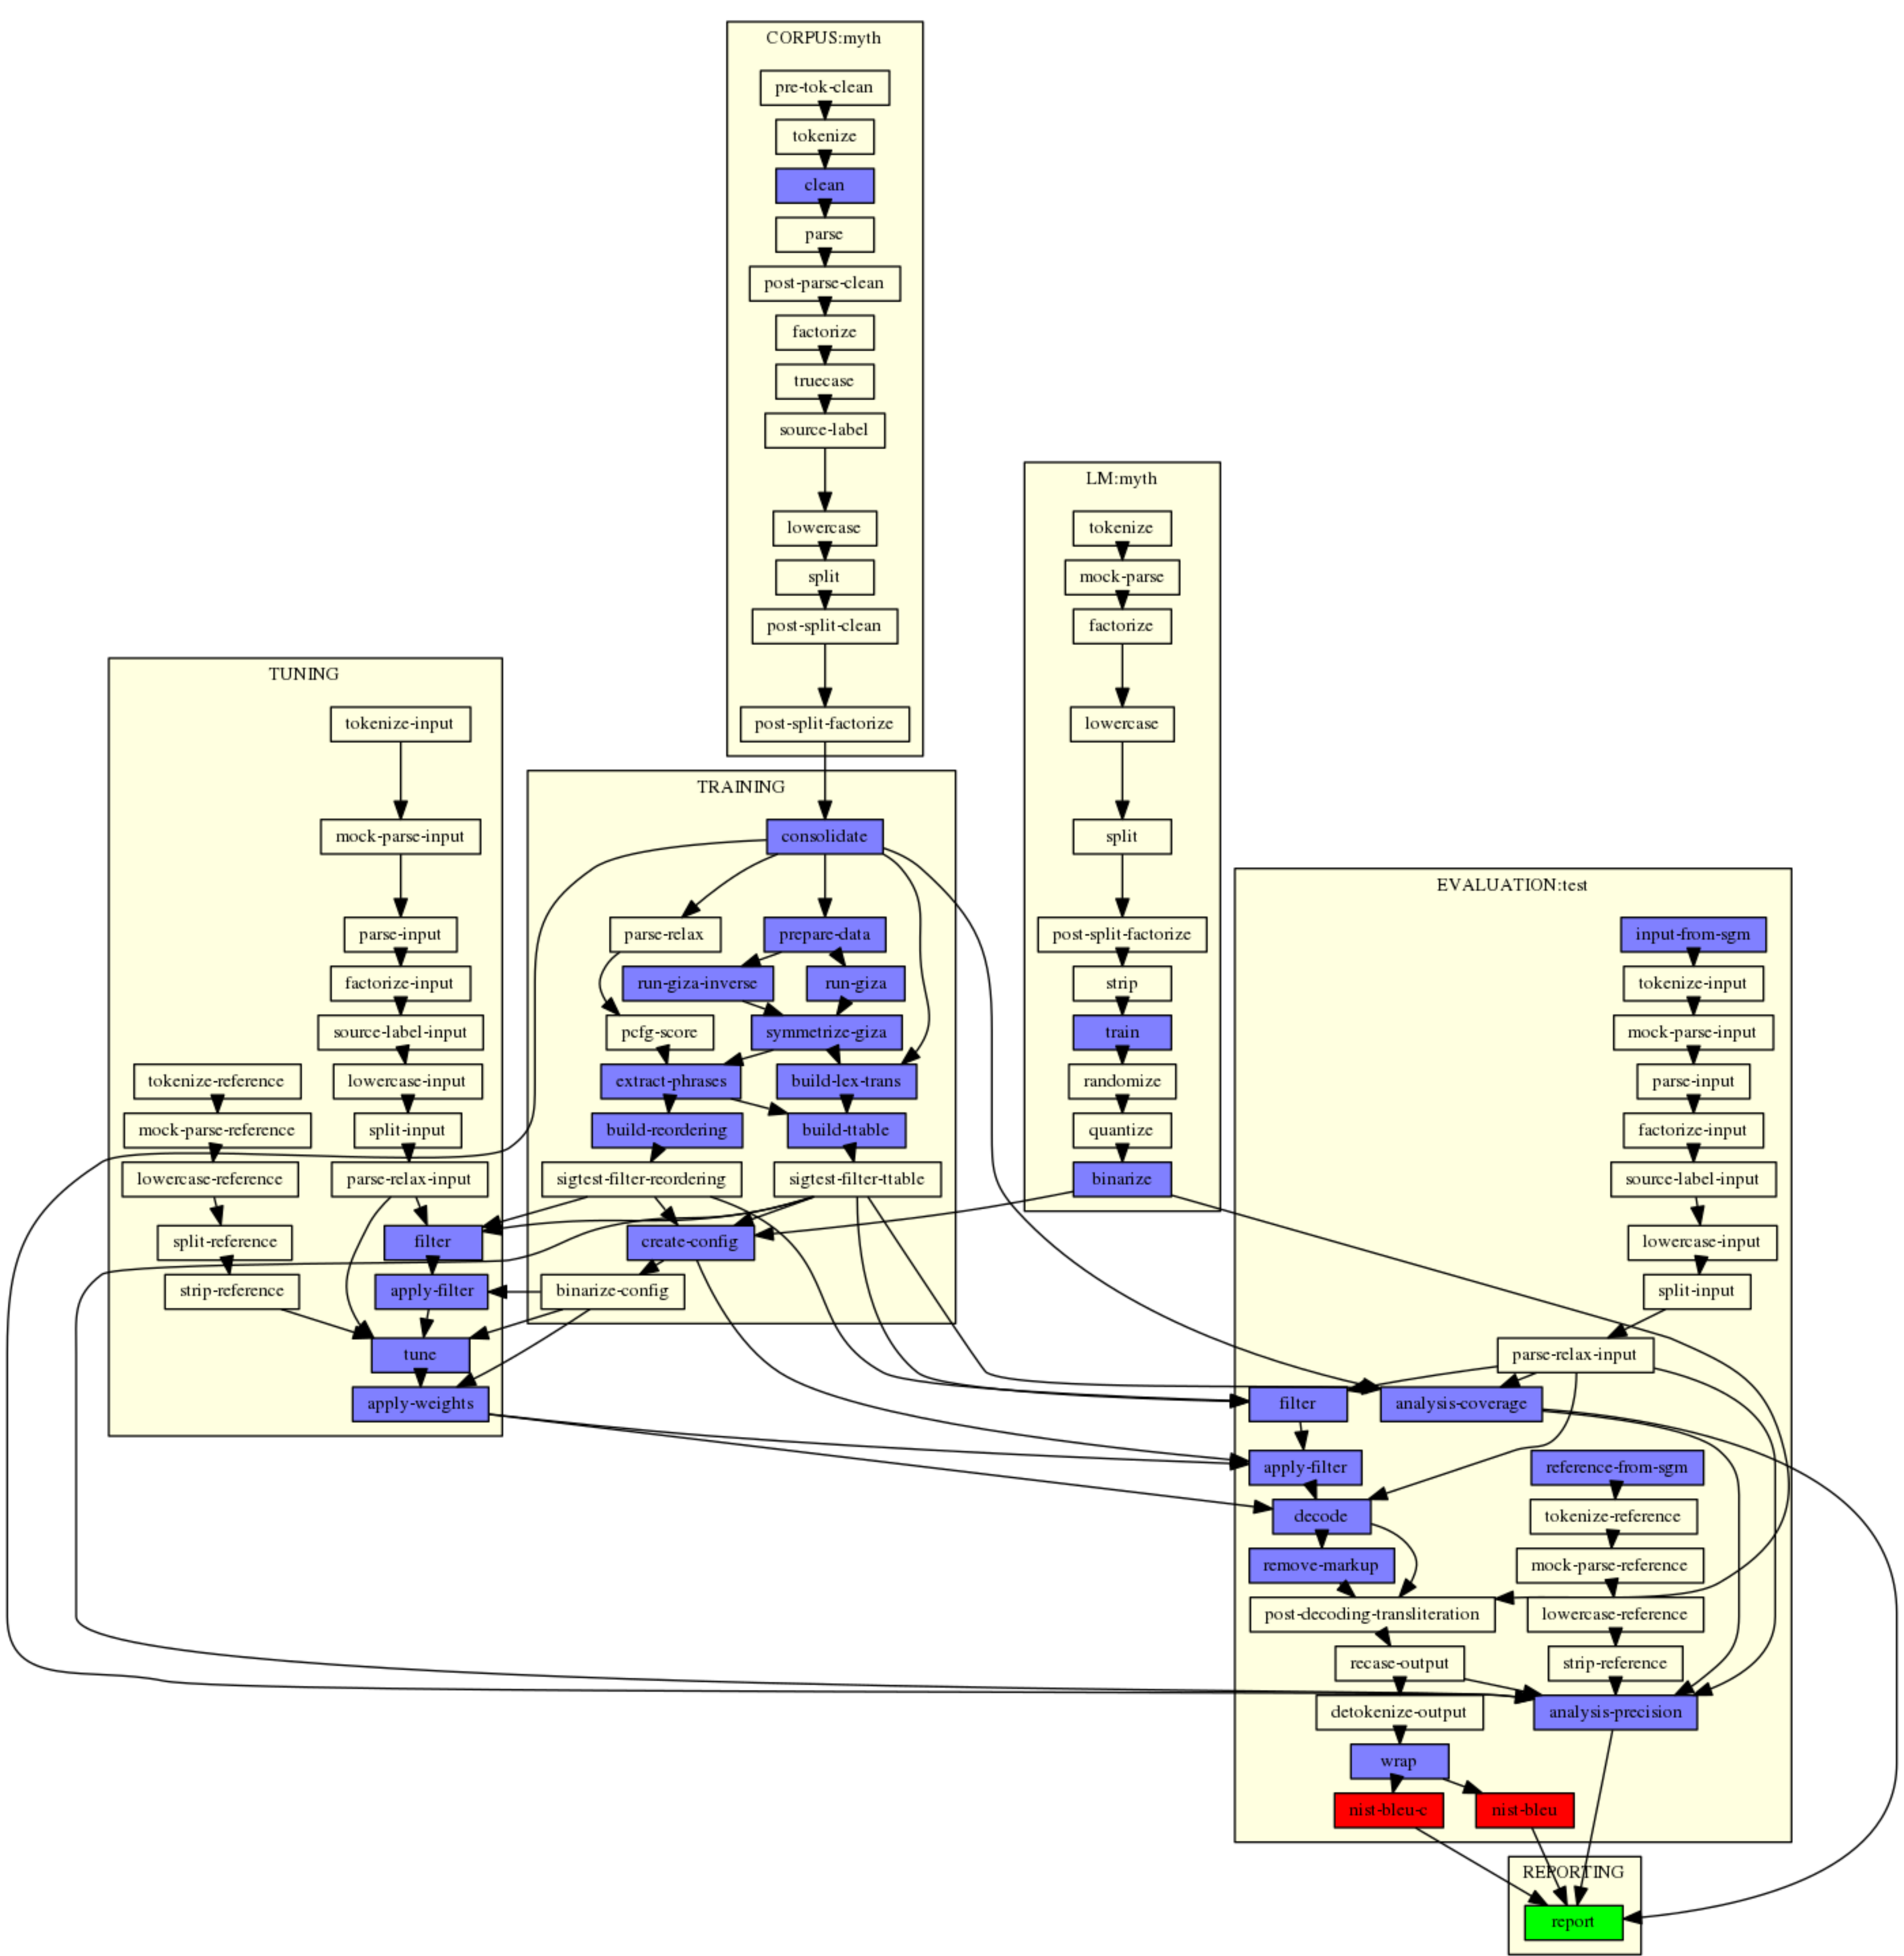 CORPUS:myth
pre-tok-clean
tokenize
clean
parse
post-parse-clean
factorize
truecase
source-label
lowercase
split
post-split-clean
post-split-factorize
LM:myth
tokenize
mock-parse
factorize
lowercase
split
post-split-factorize
strip
train
randomize
quantize
binarize
TUNING
tokenize-input
mock-parse-input
parse-input
factorize-input
source-label-input
lowercase-input
split-input
parse-relax-input
filter
apply-filter
tune
apply-weights
tokenize-reference
mock-parse-reference
lowercase-reference
split-reference
strip-reference
TRAINING
consolidate
parse-relax
prepare-data
run-giza-inverse
run-giza
pcfg-score
symmetrize-giza
extract-phrases
build-lex-trans
build-reordering
build-ttable
sigtest-filter-reordering
sigtest-filter-ttable
create-config
binarize-config
EVALUATION:test
input-from-sgm
tokenize-input
mock-parse-input
parse-input
factorize-input
source-label-input
lowercase-input
split-input
parse-relax-input
filter
analysis-coverage
apply-filter
reference-from-sgm
decode
tokenize-reference
remove-markup
mock-parse-reference
post-decoding-transliteration
lowercase-reference
recase-output
strip-reference
detokenize-output
analysis-precision
wrap
nist-bleu-c
nist-bleu
REPORTING
report